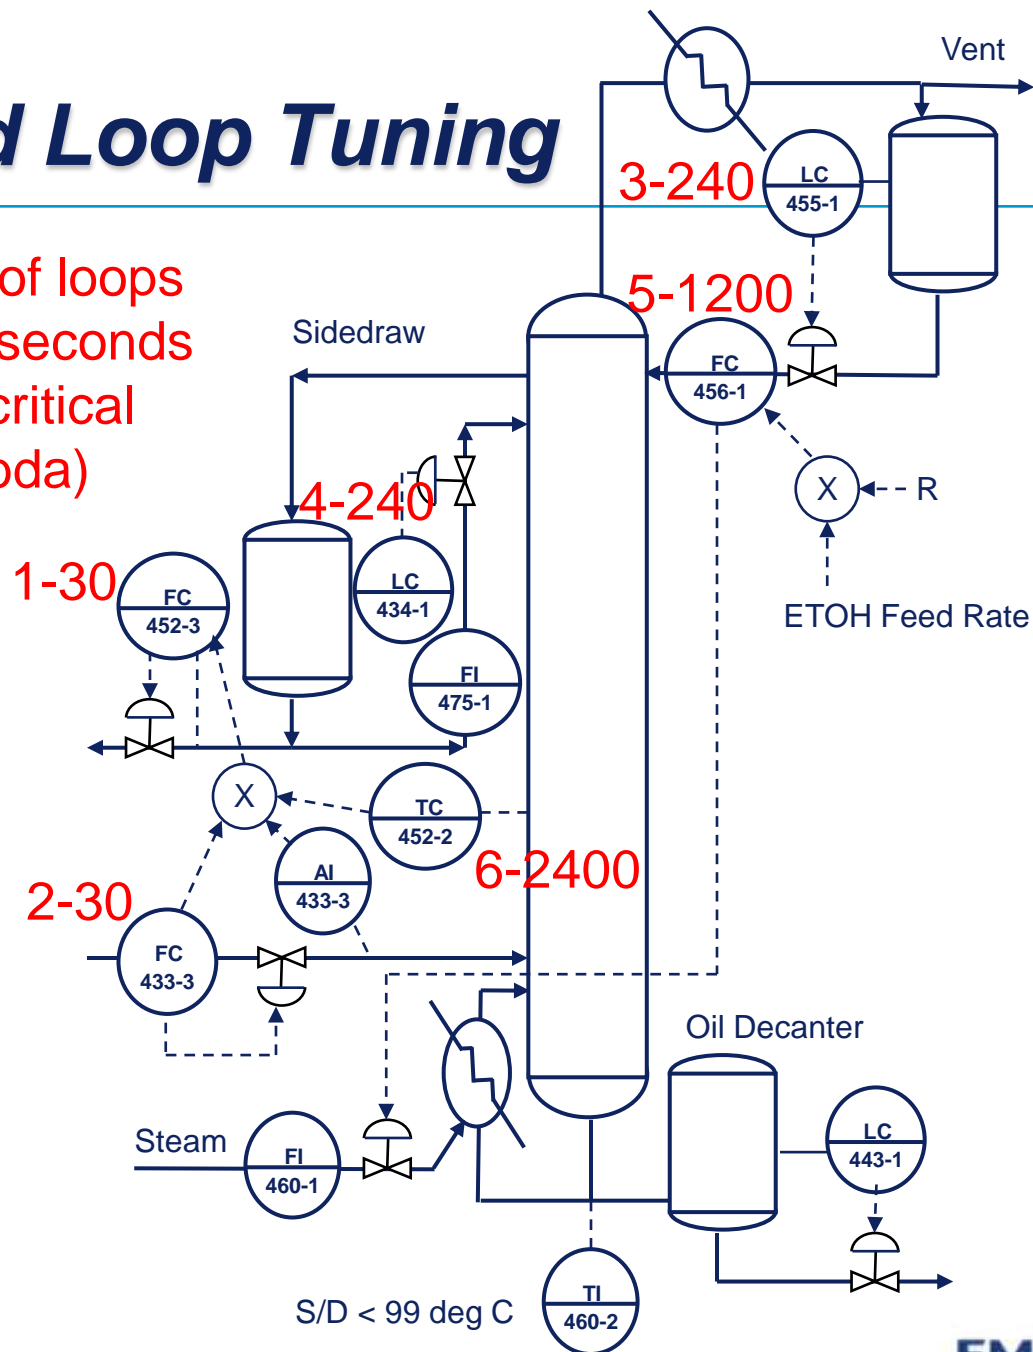 Vent
d Loop Tuning
3-240
LC
455-1
of loops
5-1200
seconds
Sidedraw
FC
456-1
critical
oda)
X
R
4-240
1-30
FC
452-3
LC
434-1
ETOH Feed Rate
FI
475-1
X
TC
452-2
6-2400
AI
433-3
2-30
FC
433-3
Oil Decanter
Steam
FI
460-1
LC
443-1
S/D < 99 deg C
TI
460-2
EM